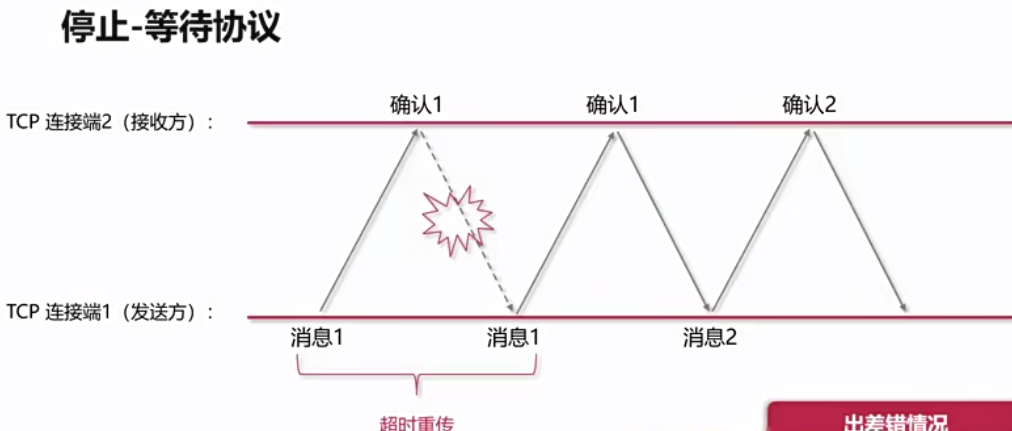 停止-等待协议
确认1 确认1 确认2
TCP 连接端2（接收方）:
TCP 连接端1（发送方）:
消息1 消息1 消息2
超时重传
出差错情况